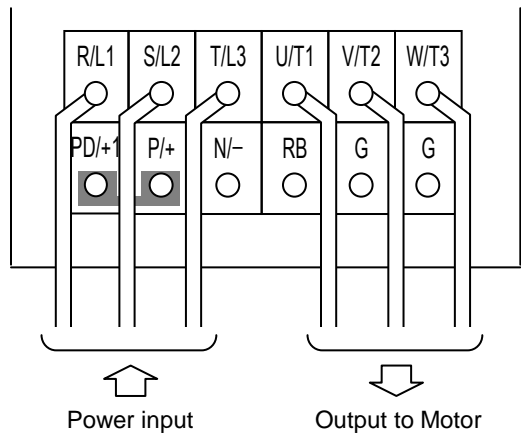 R/L1 S/L2 T/L3 U/T1 V/T2 W/T3
PD/+1 P/+ N/− RB G G
Power input Output to Motor